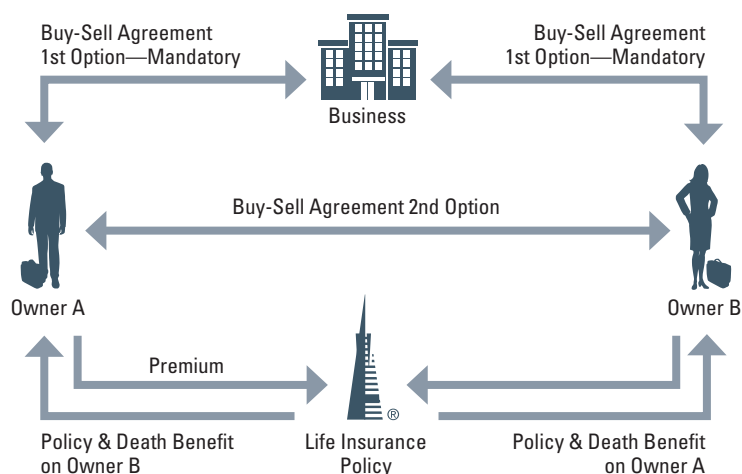 Buy-Sell Agreement
1st Option—Mandatory
Buy-Sell Agreement
1st Option—Mandatory
Business
Buy-Sell Agreement 2nd Option
Owner A
Owner B
Premium
®
Policy & Death Benefit
on Owner B
Life Insurance
Policy
Policy & Death Benefit
on Owner A